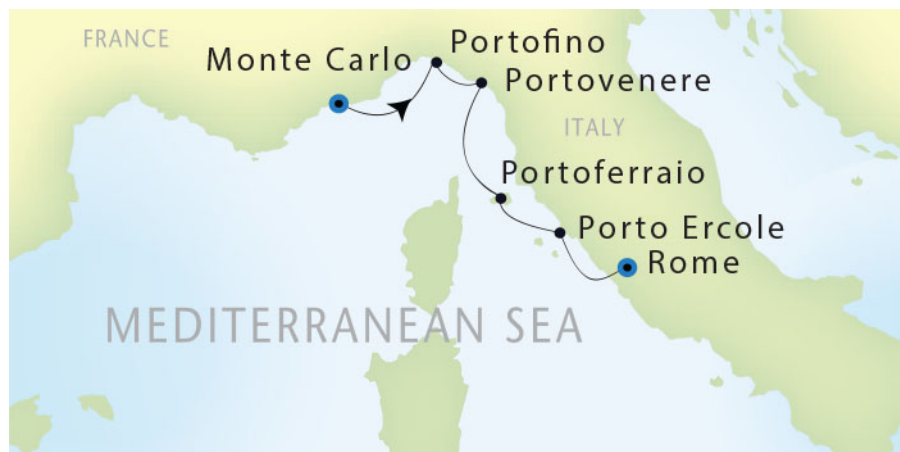 FRANCE
Portofino
Monte Carlo
Portovenere
ITALY
Portoferraio
Porto Ercole
Rome
MEDITERRANEAN SEA